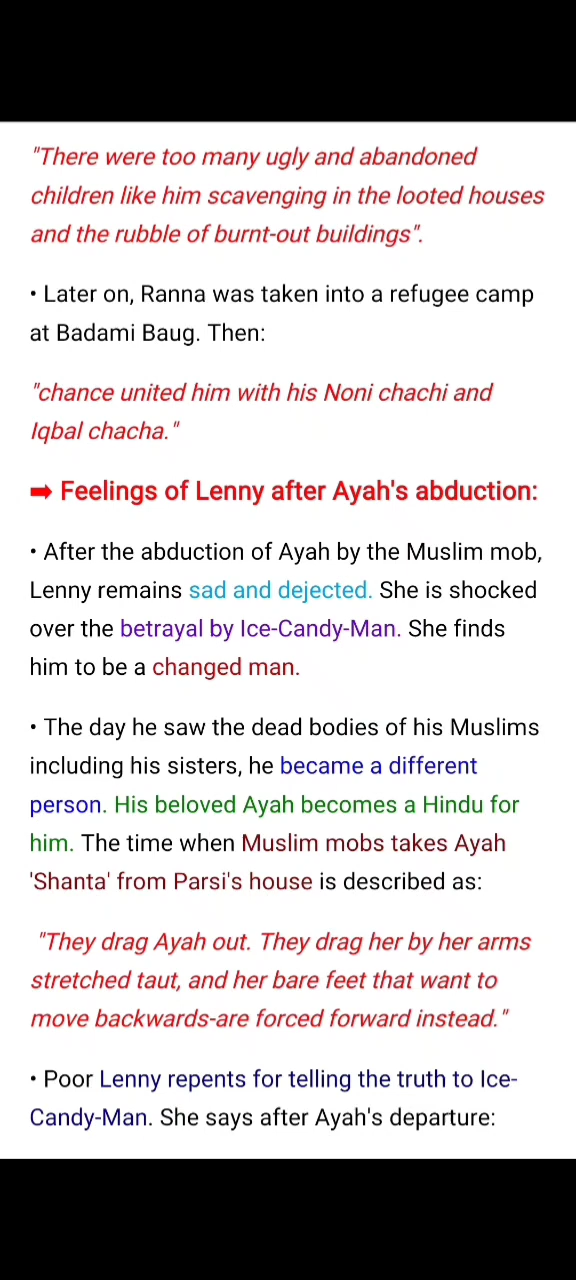 "There were too many ugly and abandoned
children like him scavenging in the looted houses
and the rubble of burnt-out buildings".
• Later on, Ranna was taken into a refugee camp
at Badami Baug. Then:
"chance united him with his Noni chachi and
Iqbal chacha."
➡ Feelings of Lenny after Ayah's abduction:
• After the abduction of Ayah by the Muslim mob,
Lenny remains sad and dejected. She is shocked
over the betrayal by Ice-Candy-Man. She finds
him to be a changed man.
• The day he saw the dead bodies of his Muslims
including his sisters, he became a different
person. His beloved Ayah becomes a Hindu for
him. The time when Muslim mobs takes Ayah
'Shanta' from Parsi's house is described as:
"They drag Ayah out. They drag her by her arms
stretched taut, and her bare feet that want to
move backwards-are forced forward instead."
• Poor Lenny repents for telling the truth to Ice-
Candy-Man. She says after Ayah's departure: